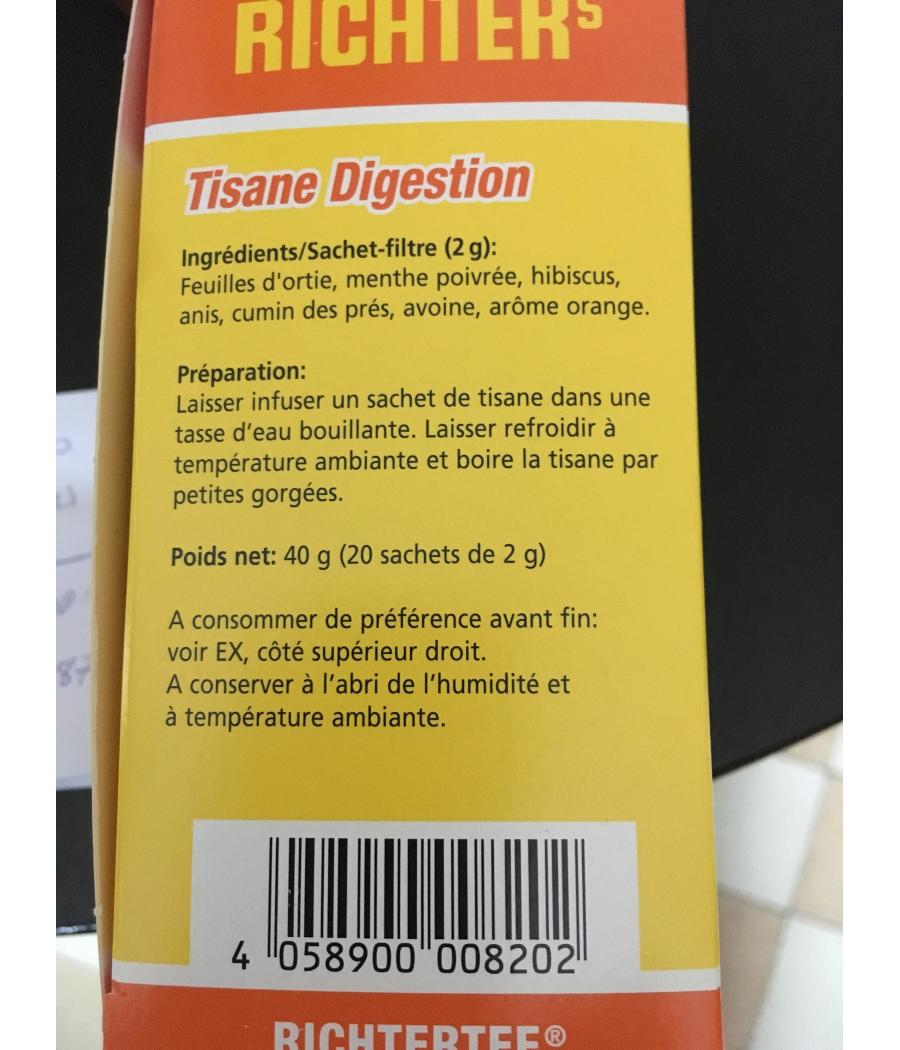 RICHTERS
Tisane Digestion
Ingrédients/Sachet-filtre (2 g):
Feuilles d'ortie, menthe poivrée, hibiscus,
anis, cumin des prés, avoine, arôme orange.
Préparation:
Laisser infuser un sachet de tisane dans une
tasse d’eau bouillante. Laisser refroidir à
température ambiante et boire la tisane par
petites gorgées.
Poids net: 40 g (20 sachets de 2 g)
A consommer de préférence avant fin:
voir EX, côté supérieur droit.
A conserver à l’abri de l’humidité et
à température ambiante.
4 058900 008202
RICHTERTEE®